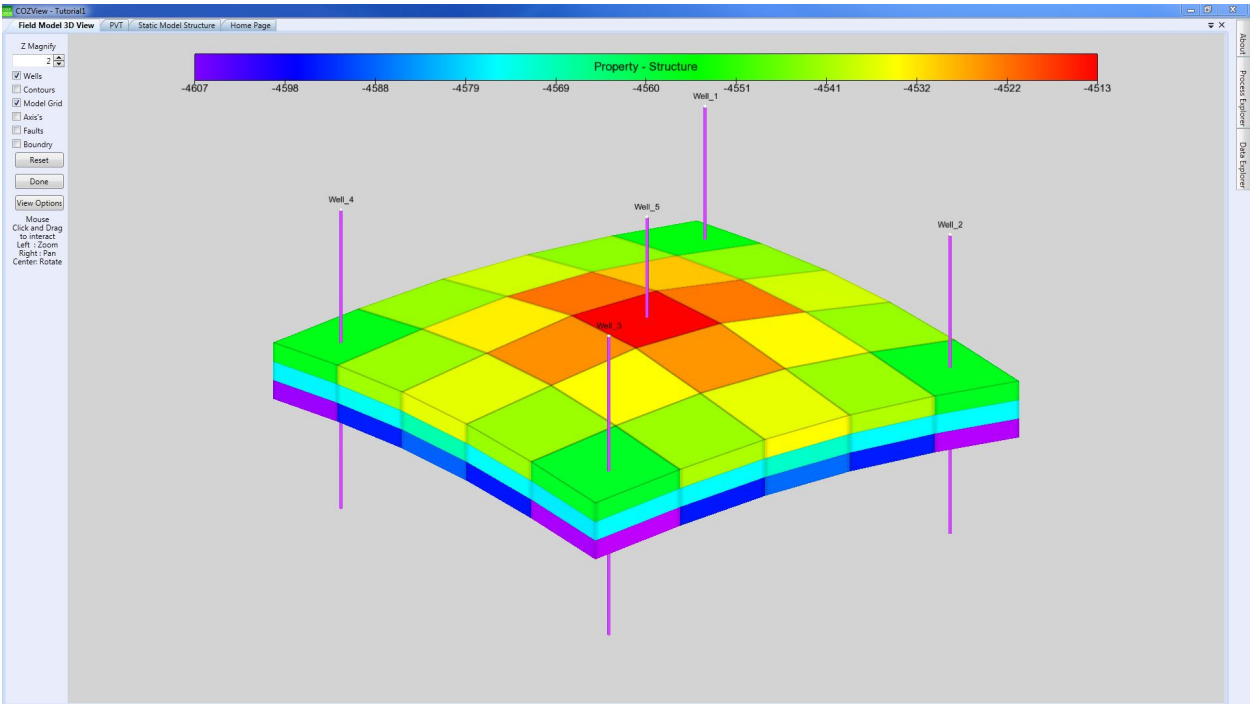 COZView - Tutorial1
Field Model 3D View
PVT
Static Model Structure
Home Page
Z Magnify
2
Wells
Contours
Model Grid
Axis's
Faults
Boundry
Reset
Done
View Options
Mouse
Click and Drag
to interact
Left : Zoom
Right : Pan
Center: Rotate
Property - Structure
-4607 -4598 -4588 -4579 -4569 -4560 -4551 -4541 -4532 -4522 -4513
Well_1
Well_4
Well_5
Well_2
Well_3
About
Process Explorer
Data Explorer